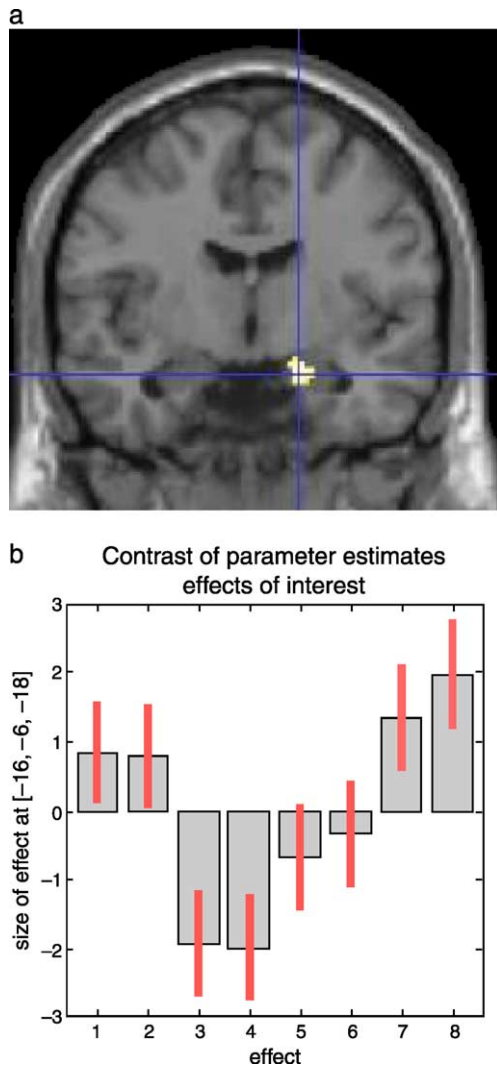 a
b
Contrast of parameter estimates
effects of interest
size of effect at [−16, −6, −18]
3
2
1
0
−1
−2
−3
1 2 3 4 5 6 7 8
effect